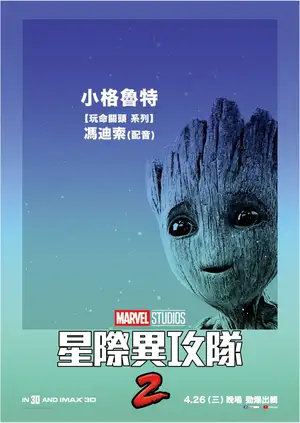 小格魯特
[玩命關頭 系列]
馮迪索(配音)
MARVEL STUDIOS
星際異攻隊
2
IN 3D AND IMAX 3D
4.26 (三) 晚場 勁爆出籠